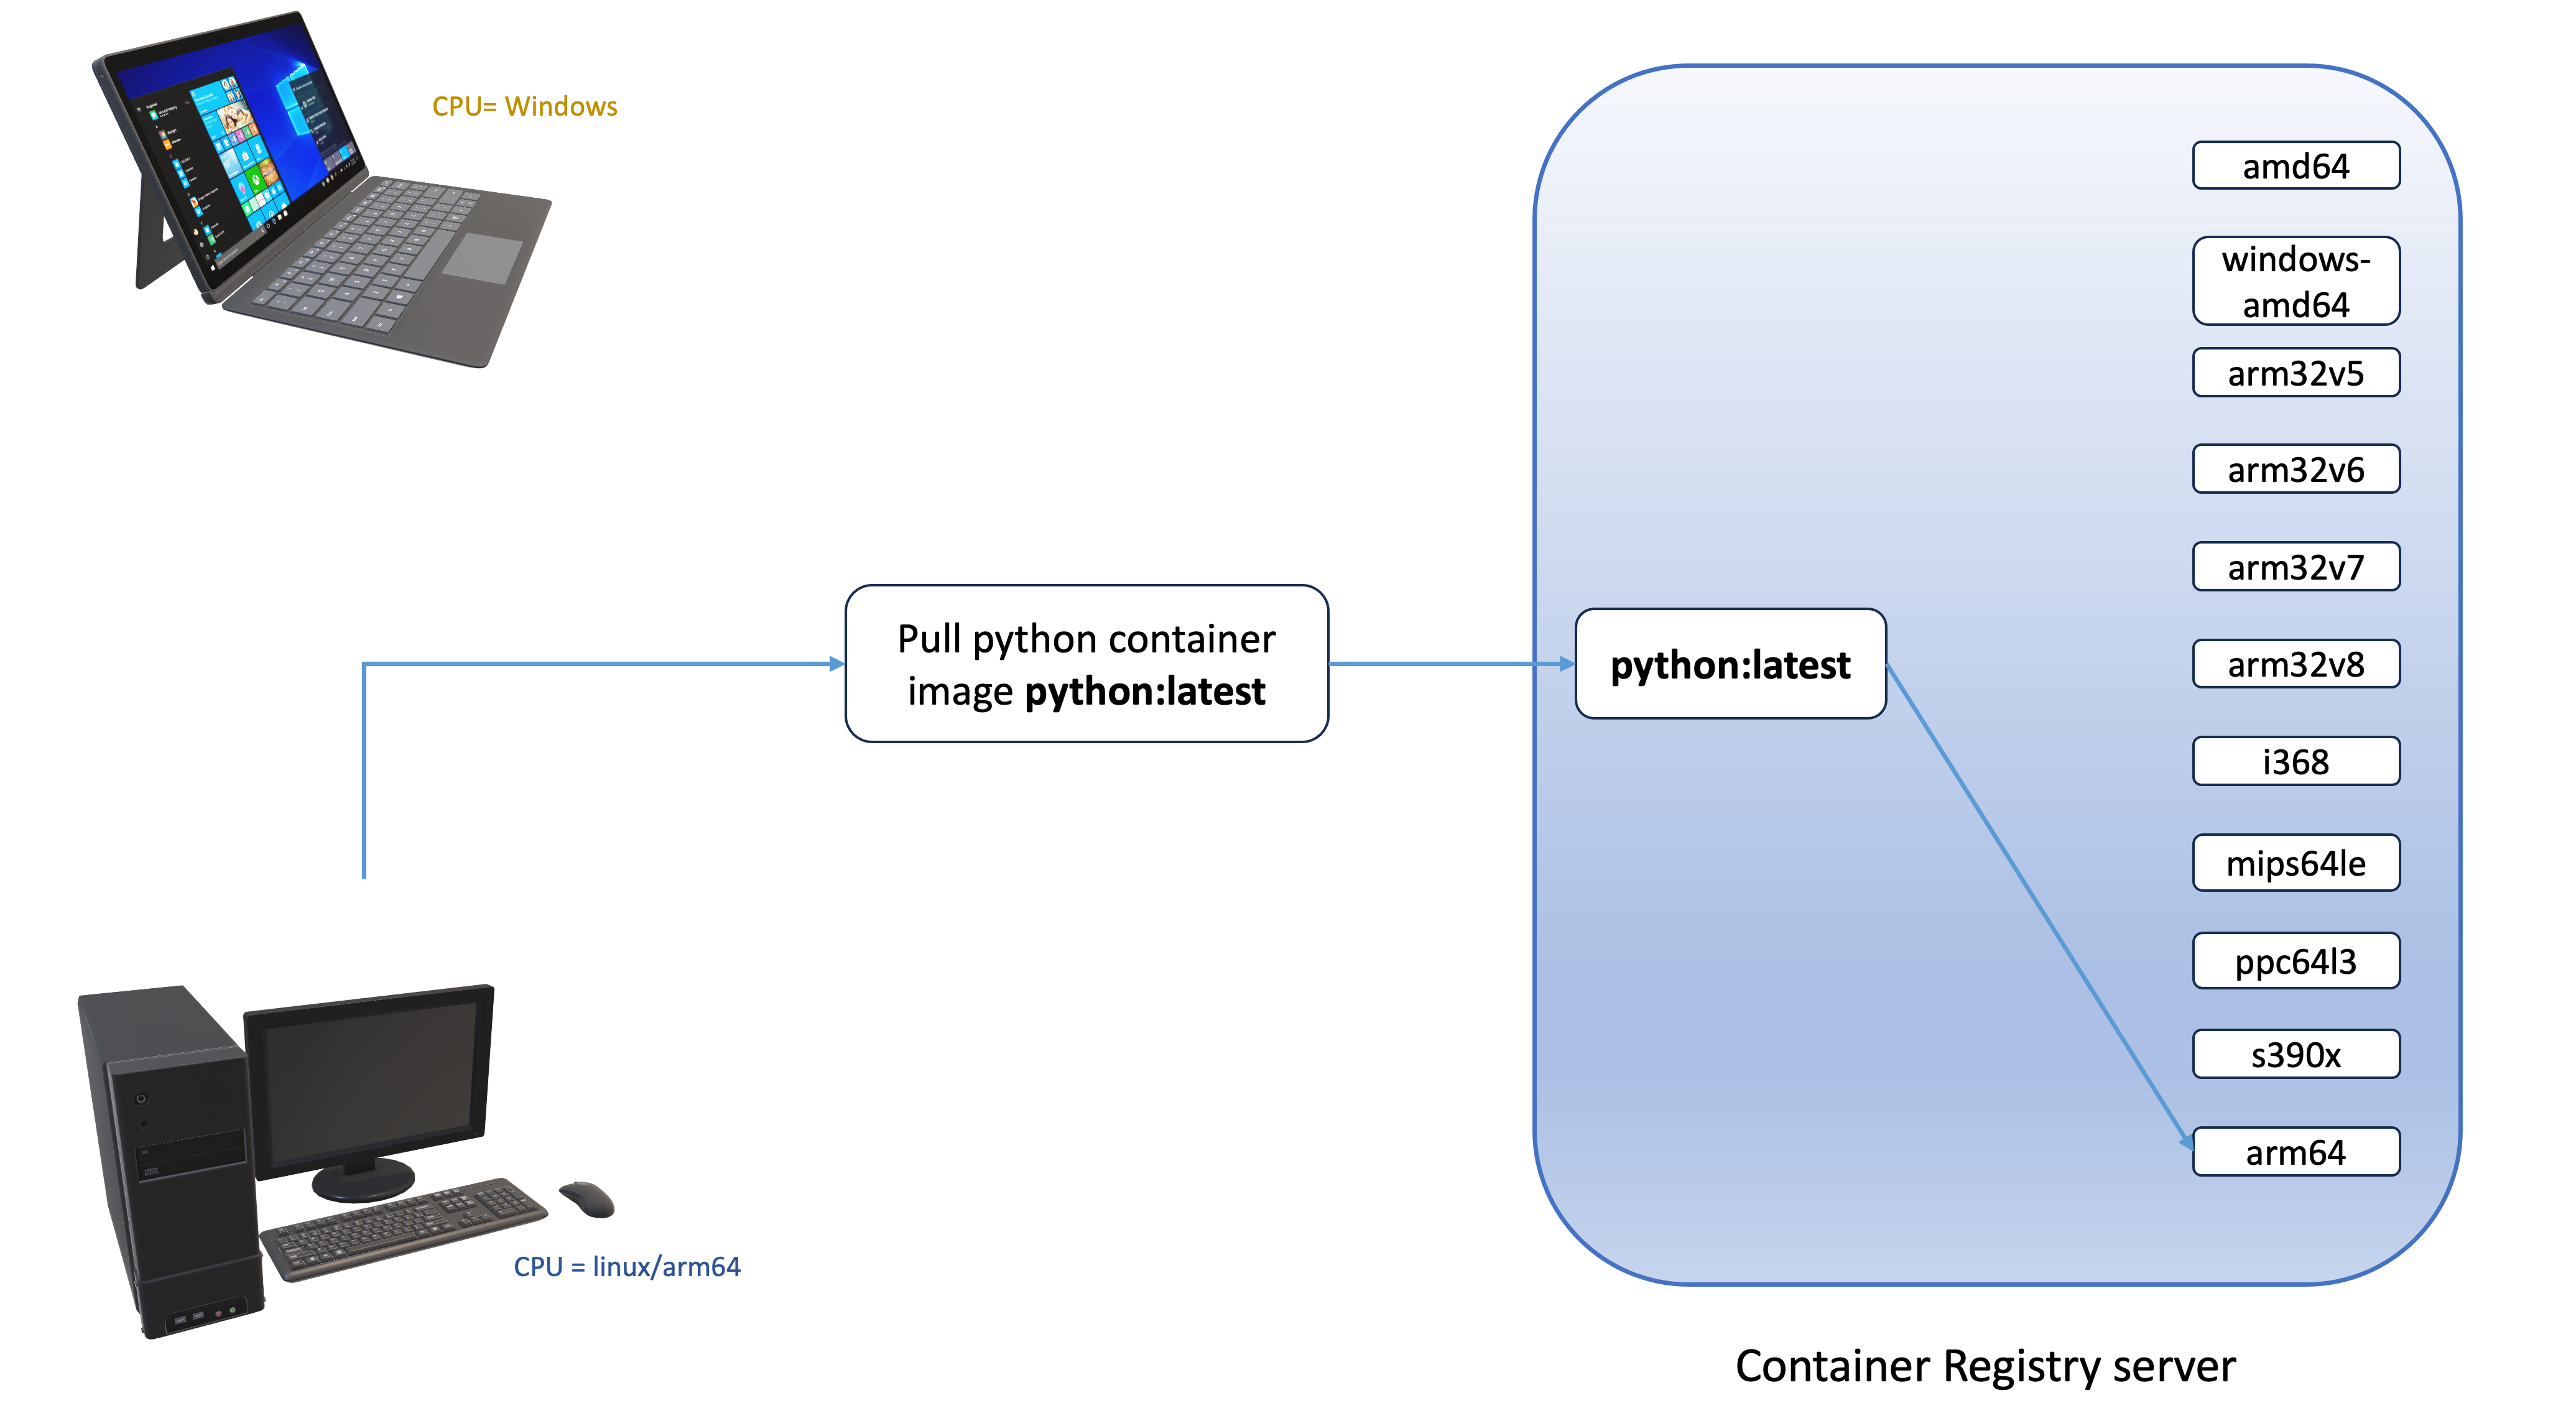 CPU= Windows
amd64
windows-
amd64
arm32v5
arm32v6
arm32v7
Pull python container
image python:latest
python:latest
arm32v8
i368
mips64le
ppc64l3
s390x
arm64
CPU = linux/arm64
Container Registry server